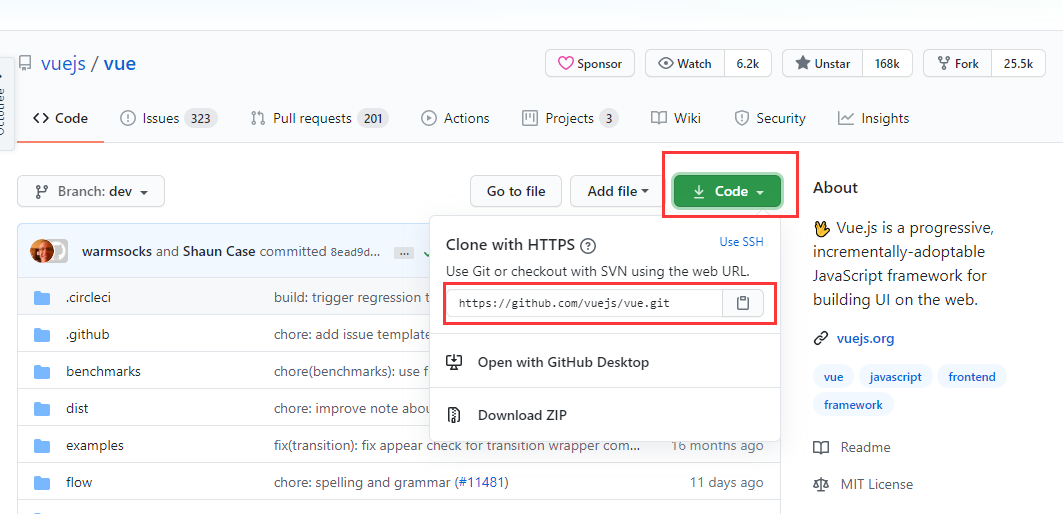 vuejs / vue
Sponsor
Watch 6.2k
Unstar 168k
Fork 25.5k
Octotree
Code
Issues 323
Pull requests 201
Actions
Projects 3
Wiki
Security
Insights
Branch: dev
Go to file
Add file
Code
warmsocks and Shaun Case committed 8ead9d… ...
Clone with HTTPS ?
Use SSH
Use Git or checkout with SVN using the web URL.
https://github.com/vuejs/vue.git
Open with GitHub Desktop
Download ZIP
.circleci build: trigger regression
.github chore: add issue template
benchmarks chore(benchmarks): use
dist chore: improve note
examples fix(transition): fix appear check for transition wrapper com… 16 months ago
flow chore: spelling and grammar (#11481) 11 days ago
About
Vue.js is a progressive,
incrementally-adoptable
JavaScript framework for
building UI on the web.
vuejs.org
vue javascript frontend
framework
Readme
MIT License